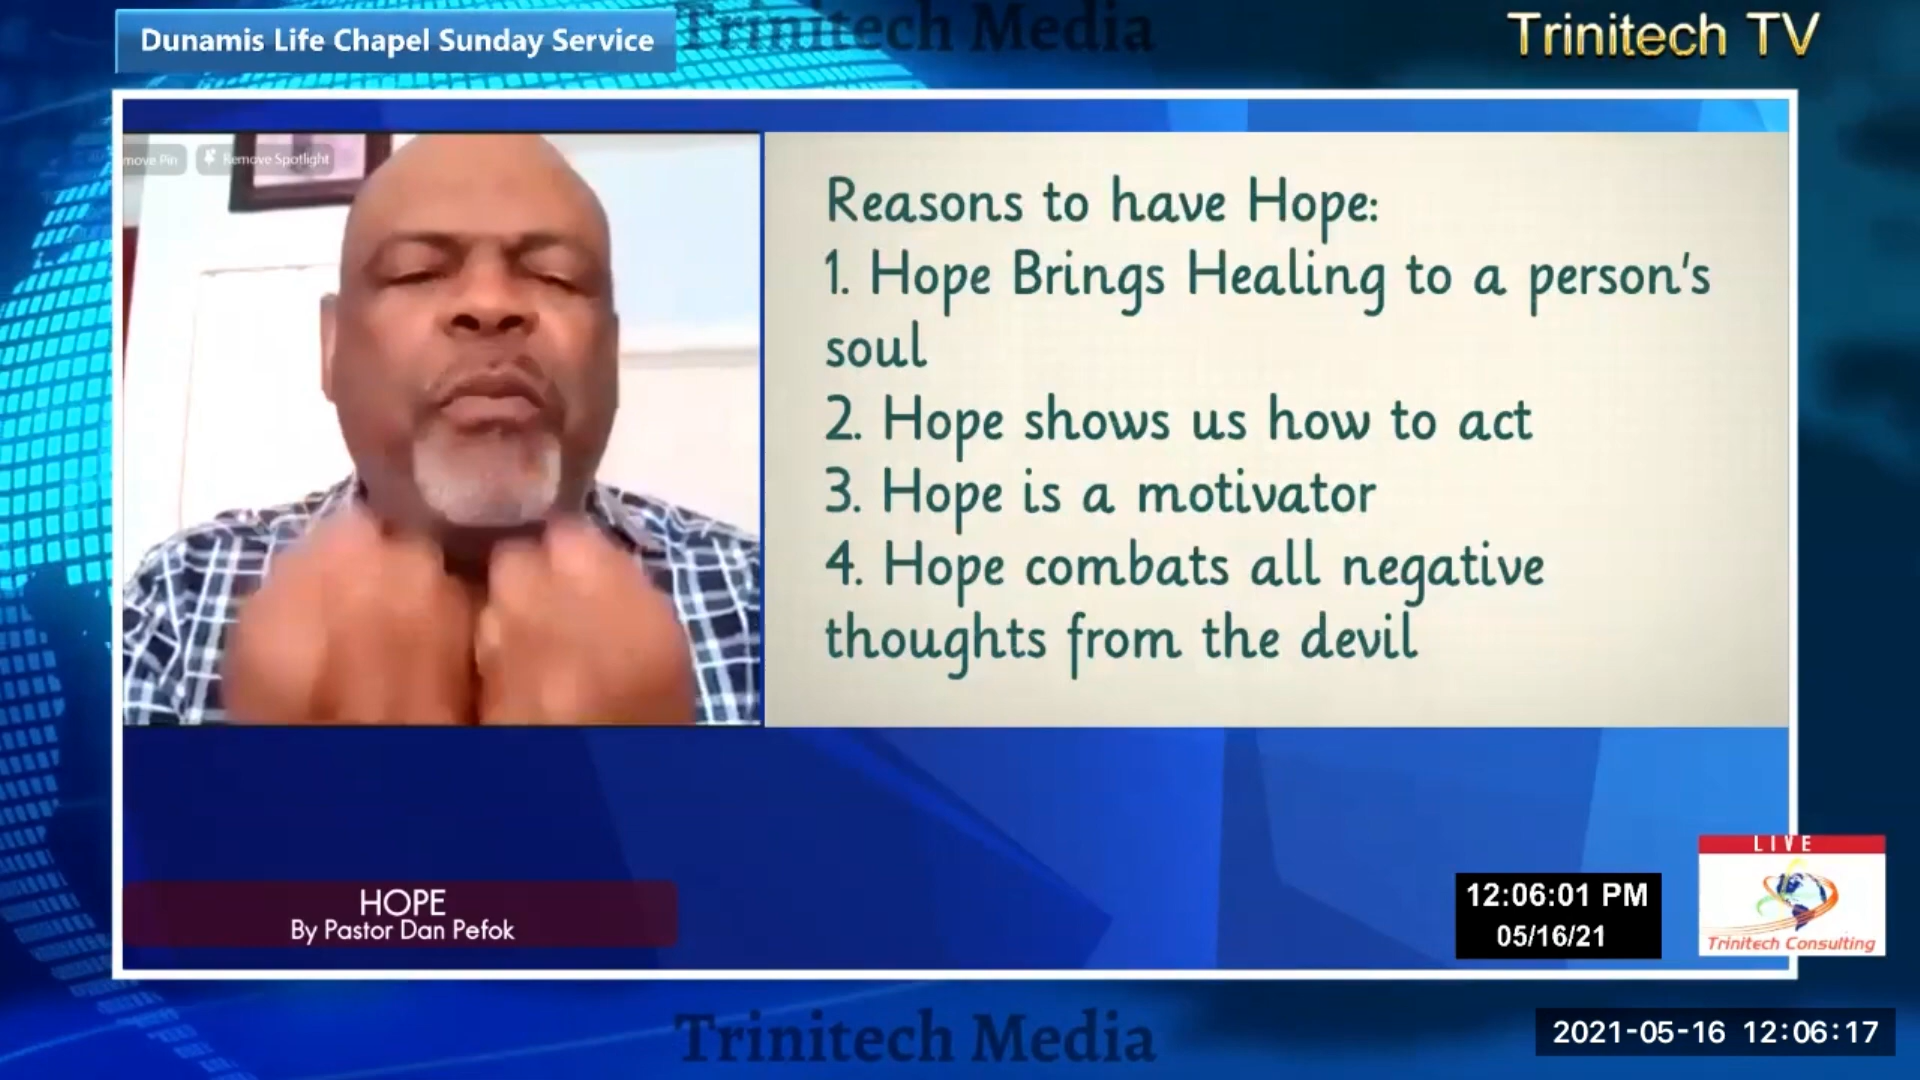 Dunamis Life Chapel Sunday Service
Trinitech Media
Trinitech TV
move Pin
Remove Spotlight
Reasons to have Hope:
1. Hope Brings Healing to a person's
soul
2. Hope shows us how to act
3. Hope is a motivator
4. Hope combats all negative
thoughts from the devil
HOPE
By Pastor Dan Pefok
12:06:01 PM
05/16/21
LIVE
Trinitech Consulting
Trinitech Media
2021-05-16 12:06:17